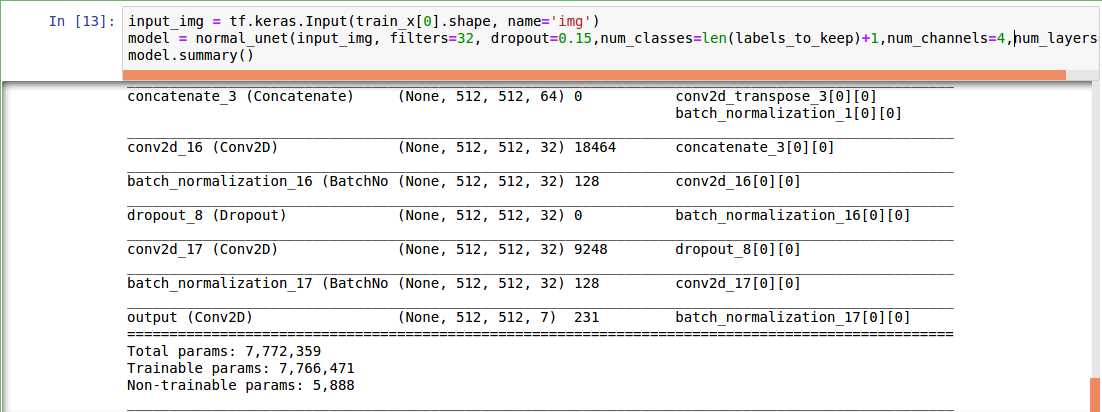 In [13]: input_img = tf.keras.Input(train_x[0].shape, name='img')
model = normal_unet(input_img, filters=32, dropout=0.15,num_classes=len(labels_to_keep)+1,num_channels=4,num_layers=
model.summary()
concatenate_3 (Concatenate) (None, 512, 512, 64) 0 conv2d_transpose_3[0][0]
batch_normalization_1[0][0]
conv2d_16 (Conv2D) (None, 512, 512, 32) 18464 concatenate_3[0][0]
batch_normalization_16 (BatchNo (None, 512, 512, 32) 128 conv2d_16[0][0]
dropout_8 (Dropout) (None, 512, 512, 32) 0 batch_normalization_16[0][0]
conv2d_17 (Conv2D) (None, 512, 512, 32) 9248 dropout_8[0][0]
batch_normalization_17 (BatchNo (None, 512, 512, 32) 128 conv2d_17[0][0]
output (Conv2D) (None, 512, 512, 7) 231 batch_normalization_17[0][0]
Total params: 7,772,359
Trainable params: 7,766,471
Non-trainable params: 5,888